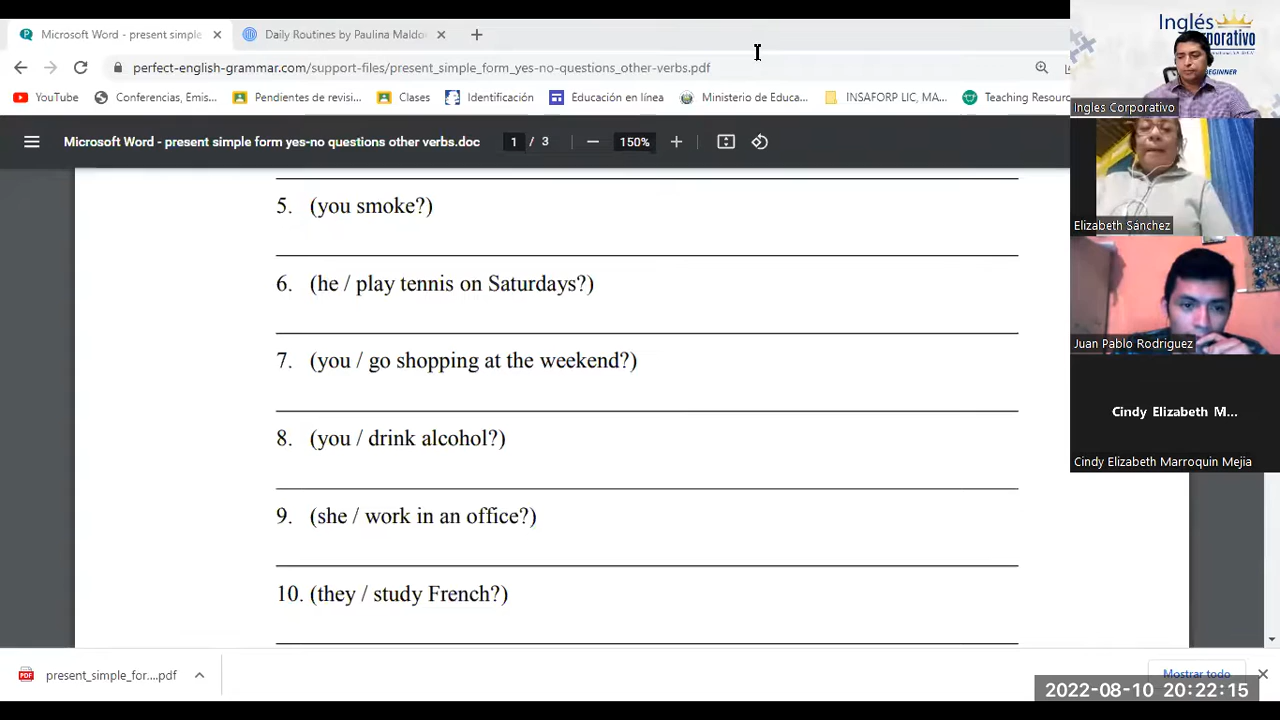 Microsoft Word - present simple
Daily Routines by Paulina Maldo
perfect-english-grammar.com/support-files/present_simple_form_yes-no-questions_other-verbs.pdf
YouTube
Conferencias, Emis...
Pendientes de revisi...
Clases
Identificación
Educación en línea
Ministerio de Educa...
INSAFORP LIC, MA...
Teaching Resourc
Microsoft Word - present simple form yes-no questions other verbs.doc
1 / 3
150%
5. (you smoke?)
6. (he / play tennis on Saturdays?)
7. (you / go shopping at the weekend?)
8. (you / drink alcohol?)
9. (she / work in an office?)
10. (they / study French?)
Inglés
Corporativo
Ingles Corporativo
Elizabeth Sánchez
Juan Pablo Rodriguez
Cindy Elizabeth M...
Cindy Elizabeth Marroquin Mejia
present_simple_for....pdf
Mostrar todo
2022-08-10 20:22:15